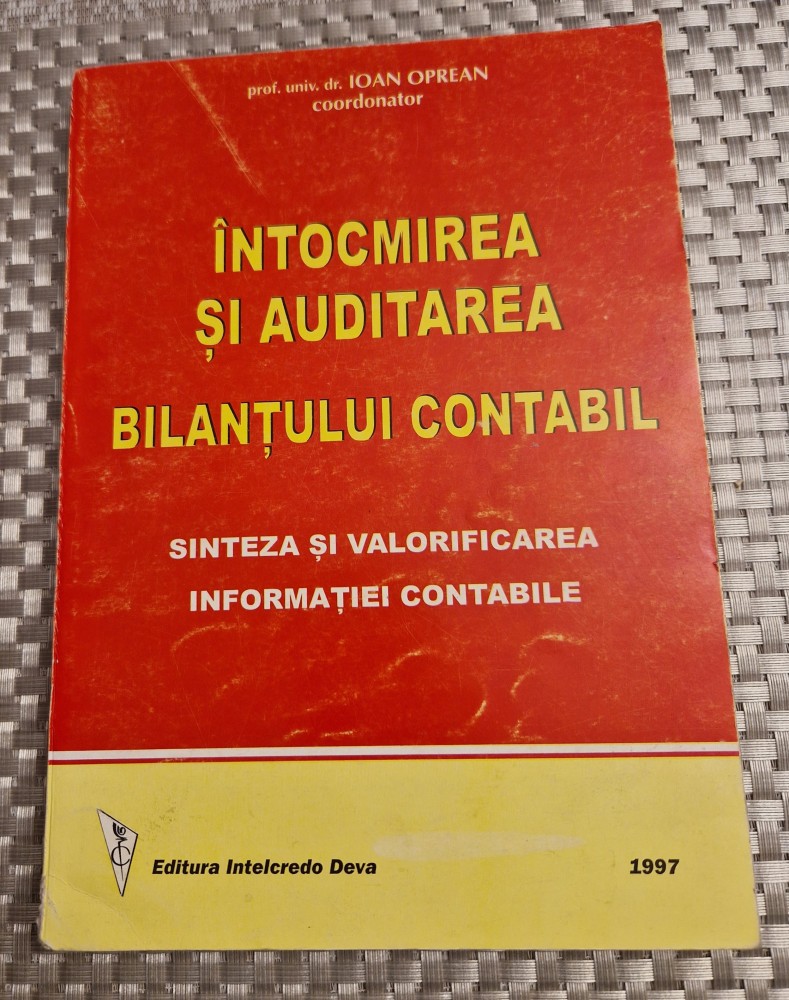 prof. univ. dr. IOAN OPREAN
coordonator
ÎNTOCMIREA
ȘI AUDITAREA
BILANȚULUI CONTABIL
SINTEZA ȘI VALORIFICAREA
INFORMAȚIEI CONTABILE
Editura Intelcredo Deva 1997